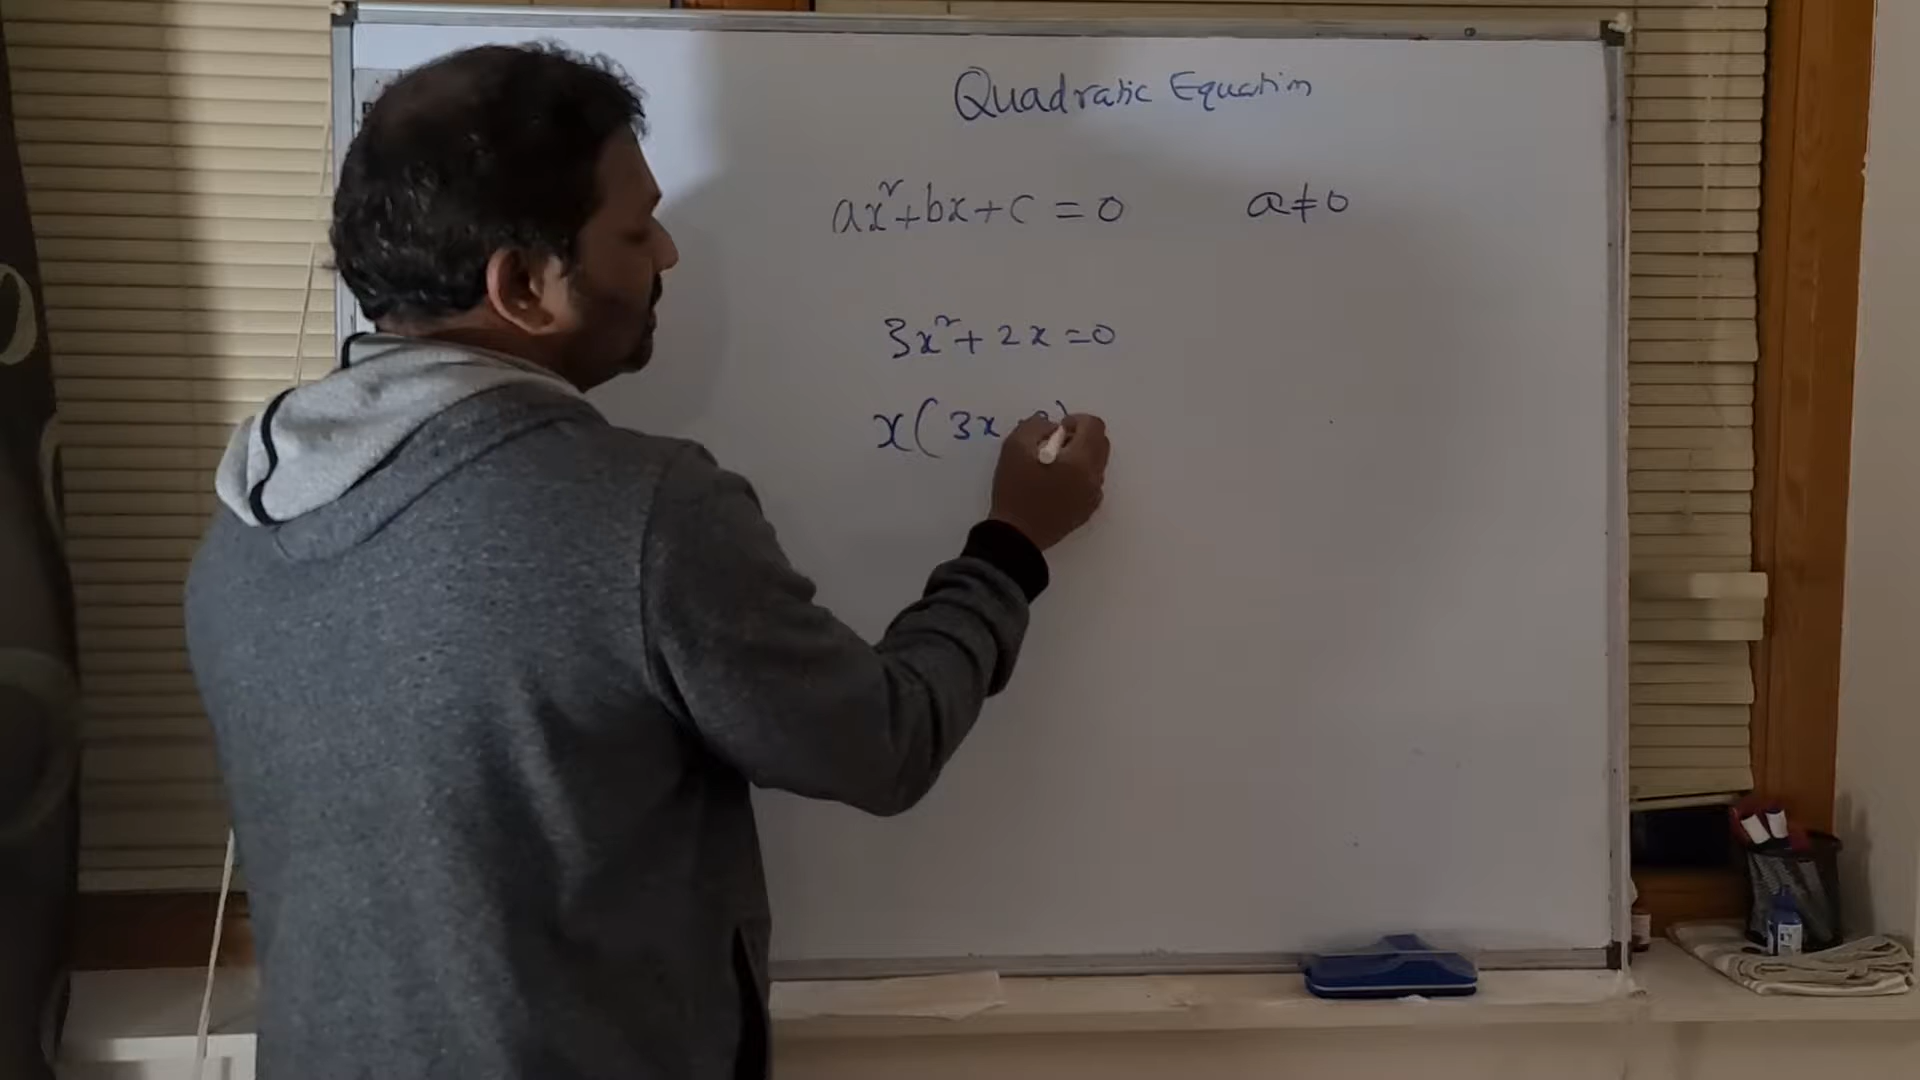 Quadratic Equation
ax²+bx+c=0 a≠0
3x²+2x=0
x(3x